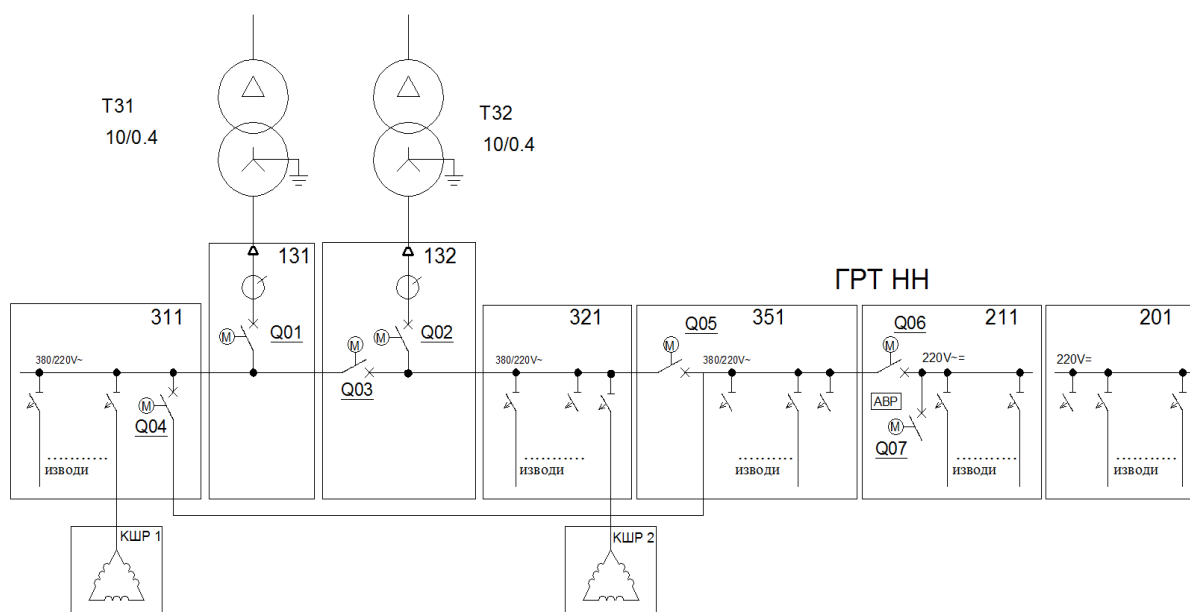 T31
10/0.4
T32
10/0.4
ГРТ НН
131
132
311
321
351
211
201
M
Q01
M
Q02
M
Q03
M
Q04
M
Q05
M
Q06
M
Q07
АВР
380/220V~
380/220V~
380/220V~
220V~=
220V=
......... изводи
......... изводи
......... изводи
......... изводи
......... изводи
КШР 1
КШР 2